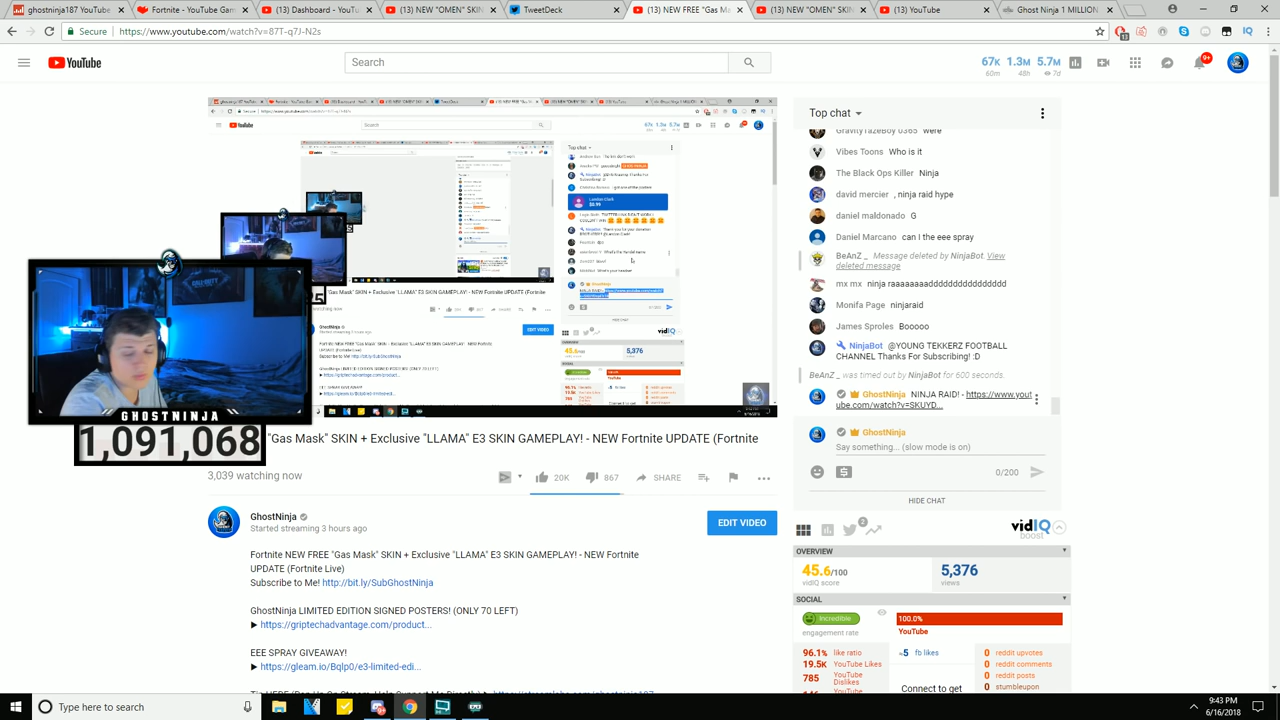 ghostninja187 YouTube
Fortnite - YouTube Gam
(13) Dashboard - YouTu
(13) NEW "OMEN" SKIN
TweetDeck
(13) NEW FREE "Gas Ma
(13) NEW "OMEN" SKIN
(13) YouTube
Ghost Ninja 1 MILLION
Secure
https://www.youtube.com/watch?v=87T-q7J-N2s
YouTube
Search
67K 1.3M 5.7M
60m 48h 7d
9+
Top chat
GravityTazeBoy 0365 were
Vibes Toons Who is it
The Black Ops Killer Ninja
david mercier , ninja raid hype
daniel maldonado G
Daniel Marcano can't the eee spray
BeAnZ _ Message deleted by NinjaBot. View
deleted message
mx mx ninja raaaaaaaddddddddddddddddd
Monifa Page ninjaraid
James Sproles Booooo
NinjaBot @YOUNG TEKKERZ FOOTBALL
CHANNEL Thanks For Subscribing! :D
BeAnZ _ was timed out by NinjaBot for 600 seconds.
GhostNinja NINJA RAID! - https://www.yout
ube.com/watch?v=SKUYD...
GhostNinja
Say something... (slow mode is on)
0/200
HIDE CHAT
GHOSTNINJA
1,091,068
"Gas Mask" SKIN + Exclusive "LLAMA" E3 SKIN GAMEPLAY! - NEW Fortnite UPDATE (Fortnite
3,039 watching now
20K
867
SHARE
GhostNinja
Started streaming 3 hours ago
EDIT VIDEO
Fortnite NEW FREE "Gas Mask" SKIN + Exclusive "LLAMA" E3 SKIN GAMEPLAY! - NEW Fortnite
UPDATE (Fortnite Live)
Subscribe to Me! http://bit.ly/SubGhostNinja
GhostNinja LIMITED EDITION SIGNED POSTERS! (ONLY 70 LEFT)
► https://griptechadvantage.com/product...
EEE SPRAY GIVEAWAY!
► https://gleam.io/Bqlp0/e3-limited-edi...
2
vidIQ
boost
OVERVIEW
45.6/100
vidIQ score
5,376
views
SOCIAL
Incredible
engagement rate
100.0%
YouTube
96.1% like ratio
19.5K YouTube Likes
785 YouTube
Dislikes
YouTube
5 fb likes
Connect to get
0 reddit upvotes
0 reddit comments
0 reddit posts
0 stumbleupon
Type here to search
9:43 PM
6/16/2018